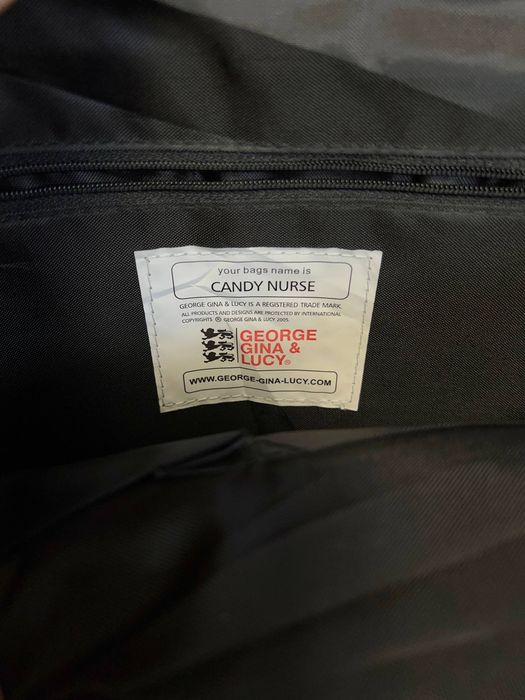 your bags name is
CANDY NURSE
GEORGE GINA & LUCY IS A REGISTERED TRADE MARK.
ALL PRODUCTS AND DESIGNS ARE PROTECTED BY INTERNATIONAL
COPYRIGHTS ® GEORGE GINA & LUCY 2005.
GEORGE
GINA &
LUCY®
WWW.GEORGE-GINA-LUCY.COM